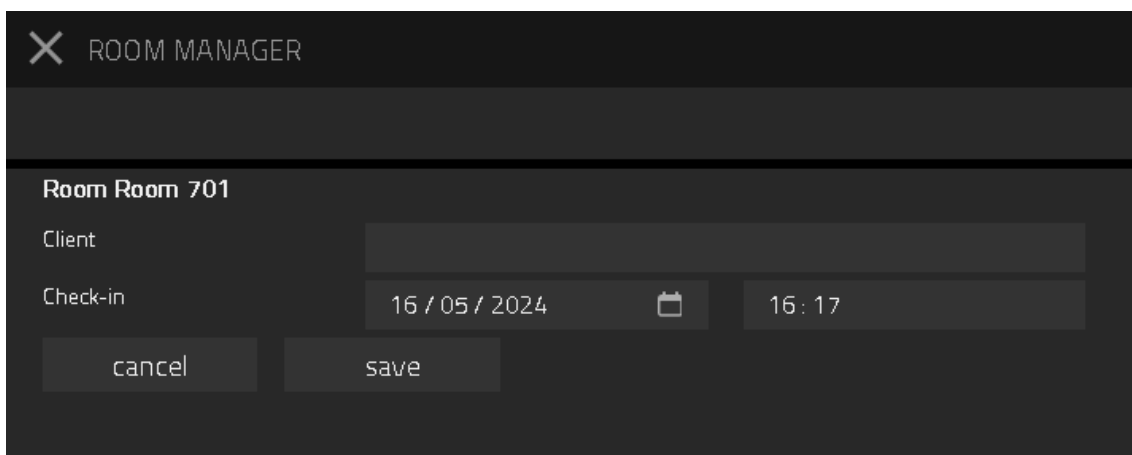 ROOM MANAGER
Room Room 701
Client
Check-in 16 / 05 / 2024 16 : 17
cancel save